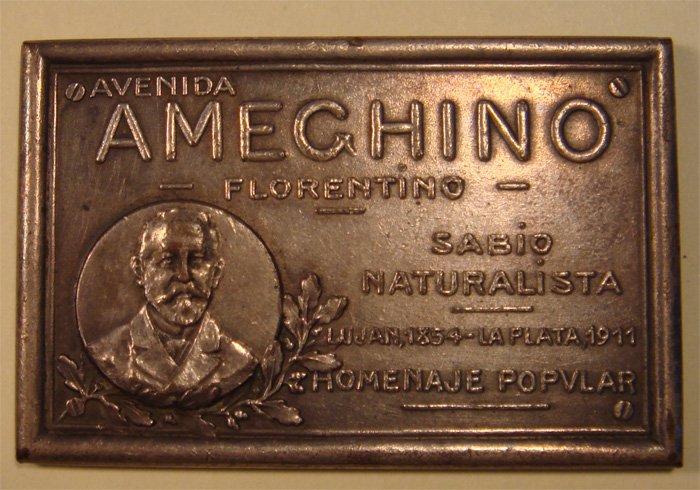 AVENIDA
AMEGHINO
— FLORENTINO —
SABIO
NATURALISTA
LUJAN, 1854-LA PLATA, 1911
HOMENAJE POPVLAR